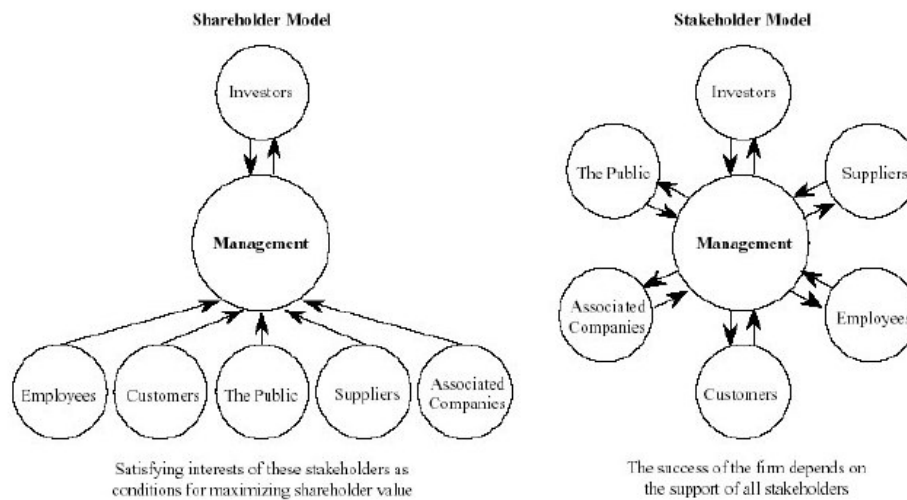 Shareholder Model
Investors
Management
Employees
Customers
The Public
Suppliers
Associated
Companies
Satisfying interests of these stakeholders as
conditions for maximizing shareholder value
Stakeholder Model
Investors
The Public
Suppliers
Management
Associated
Companies
Employees
Customers
The success of the firm depends on
the support of all stakeholders